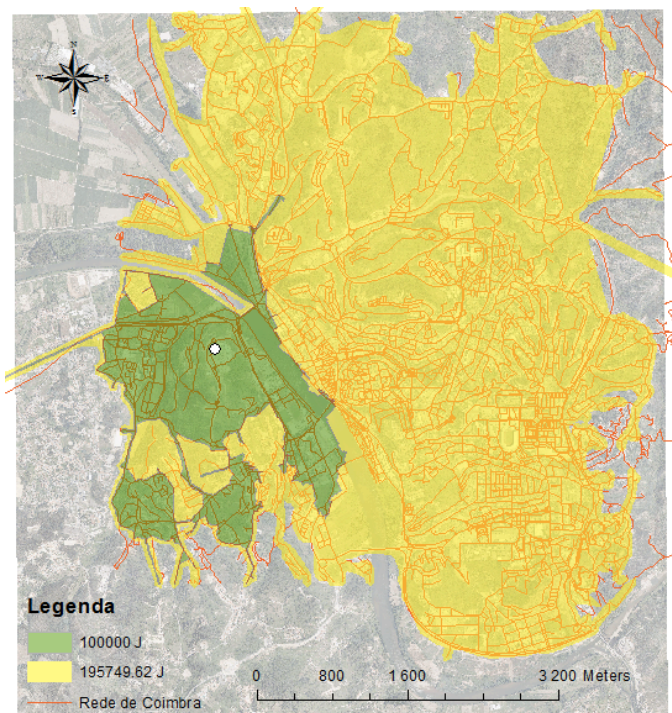 N
W E
S
Legenda
100000 J
195749.62 J
Rede de Coimbra
0 800 1 600 3 200 Meters